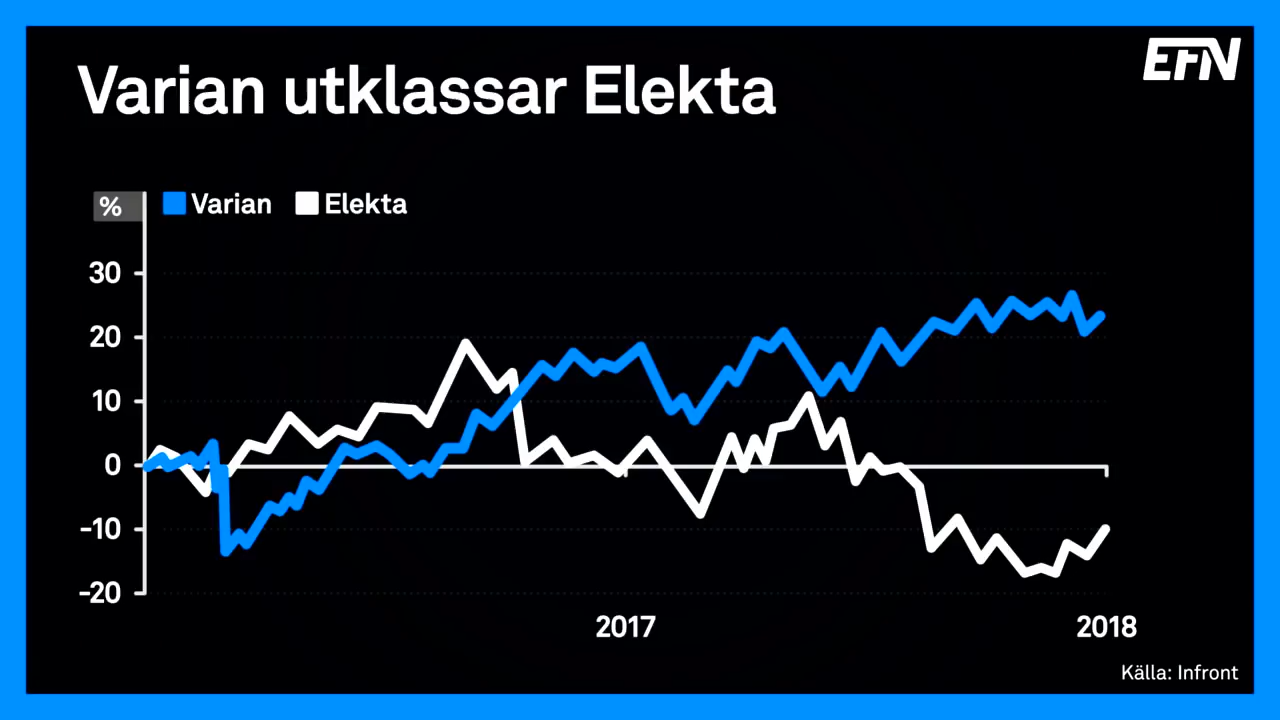 EFN
Varian utklassar Elekta
% Varian Elekta
30
20
10
0
-10
-20
2017 2018
Källa: Infront